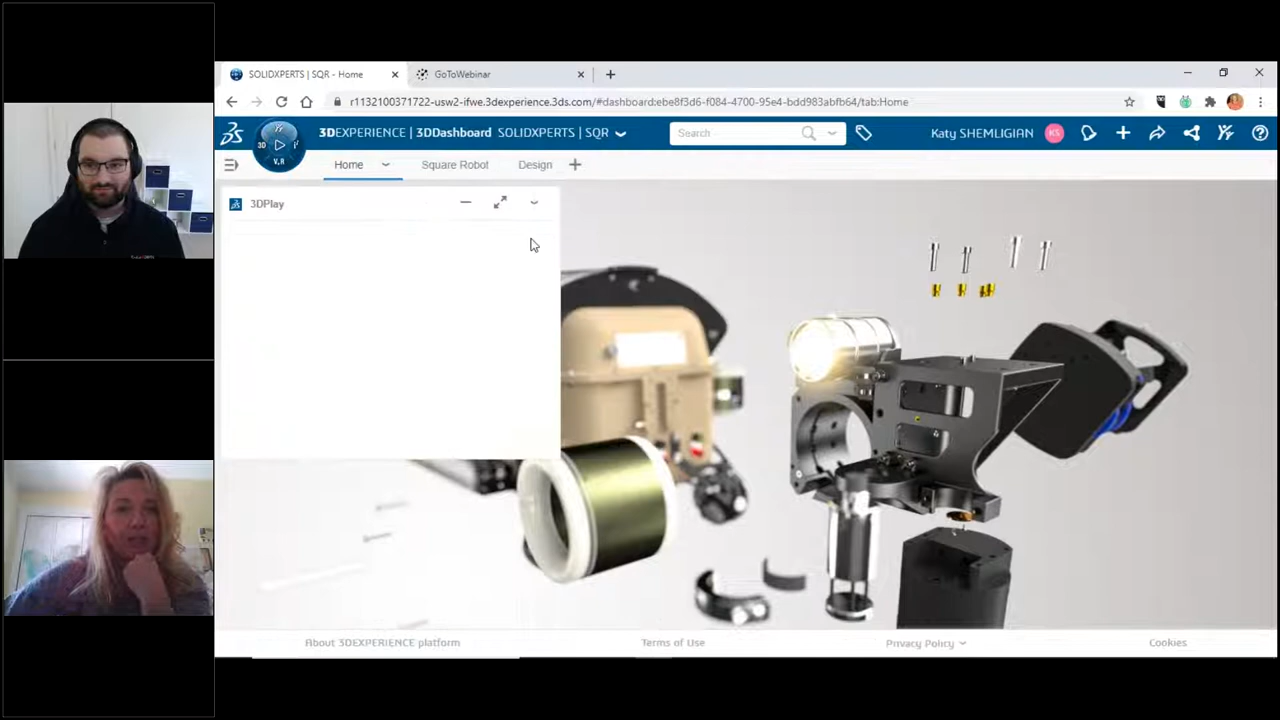 SOLIDXPERTS | SQR - Home
GoToWebinar
r1132100371722-usw2-ifwe.3dexperience.3ds.com/#dashboard:ebe8f3d6-f084-4700-95e4-bdd983abfb64/tab:Home
3DEXPERIENCE | 3DDashboard SOLIDXPERTS | SQR
Search
Katy SHEMLIGIAN KS
3D
V.R
Home Square Robot Design
3DPlay
About 3DEXPERIENCE platform Terms of Use Privacy Policy Cookies